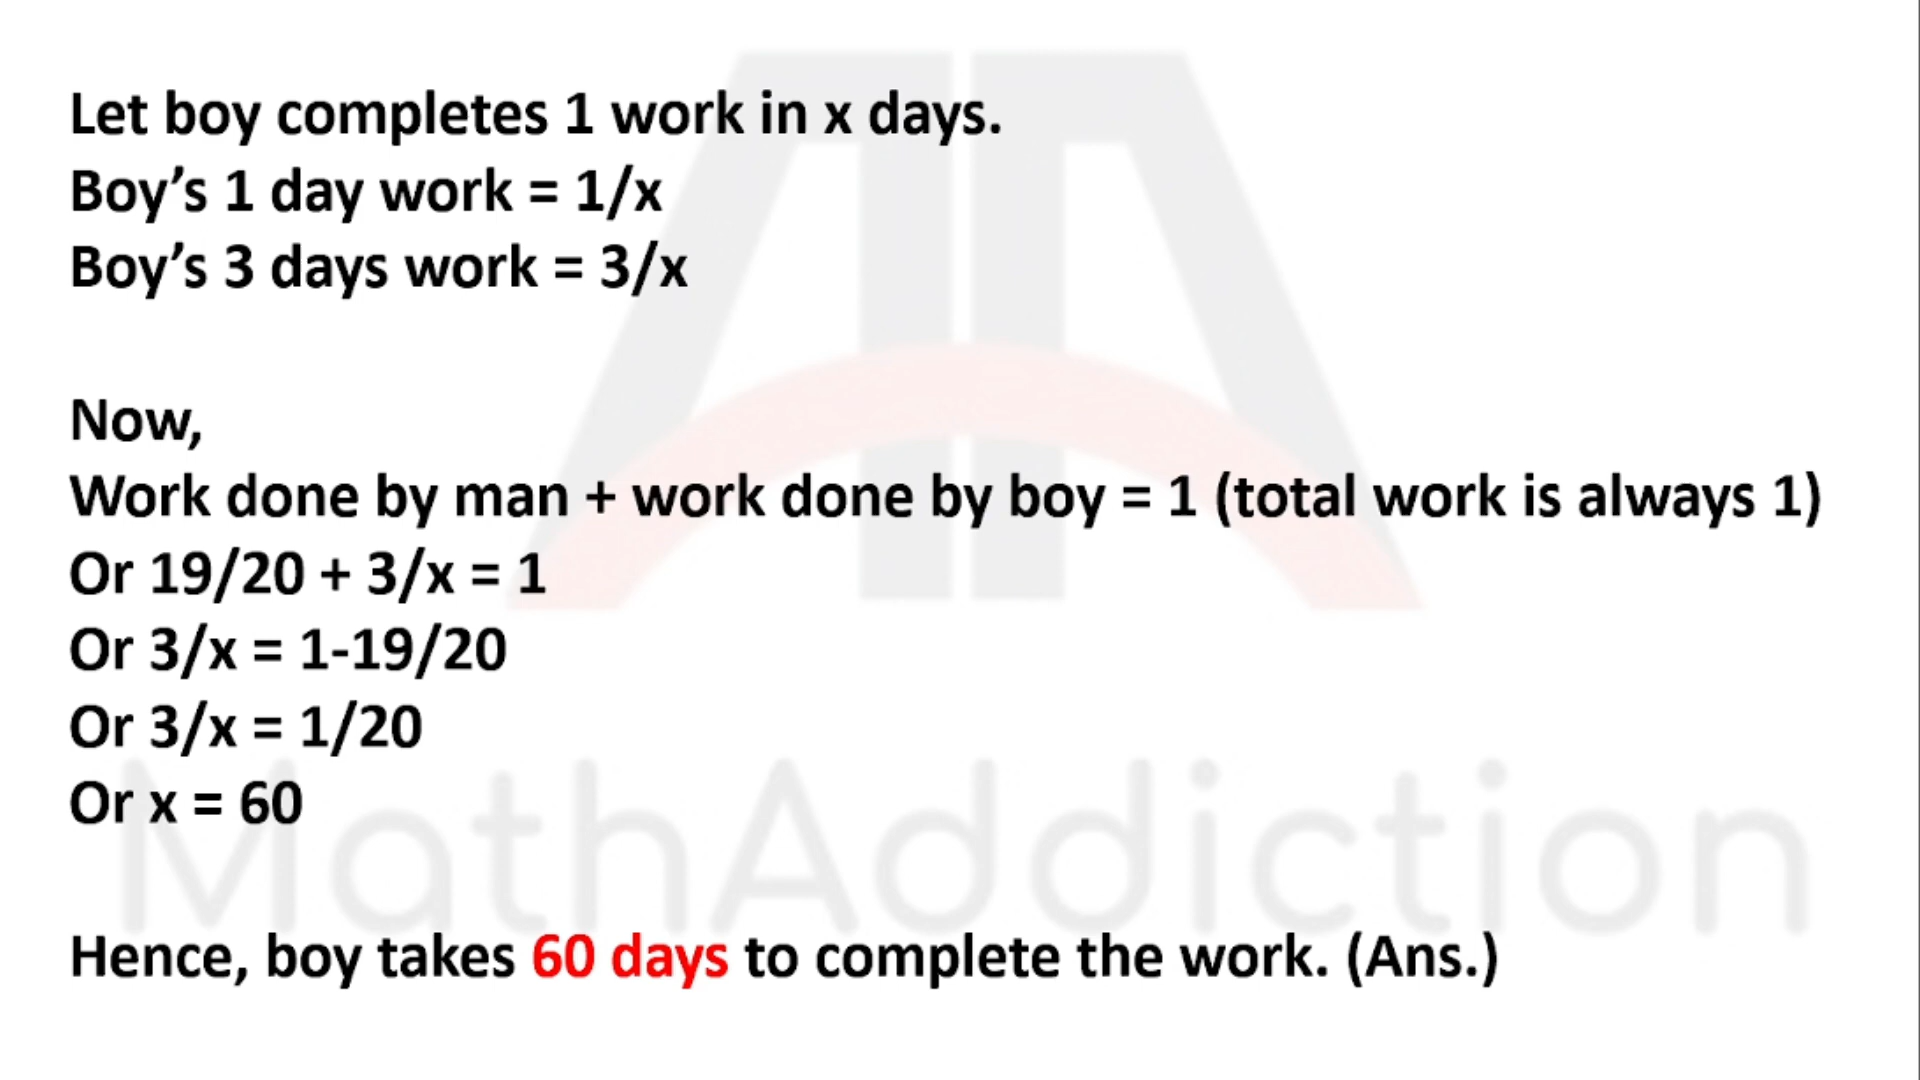 Let boy completes 1 work in x days.
Boy’s 1 day work = 1/x
Boy’s 3 days work = 3/x
Now,
Work done by man + work done by boy = 1 (total work is always 1)
Or 19/20 + 3/x = 1
Or 3/x = 1-19/20
Or 3/x = 1/20
Or x = 60
MathAddiction
Hence, boy takes 60 days to complete the work. (Ans.)